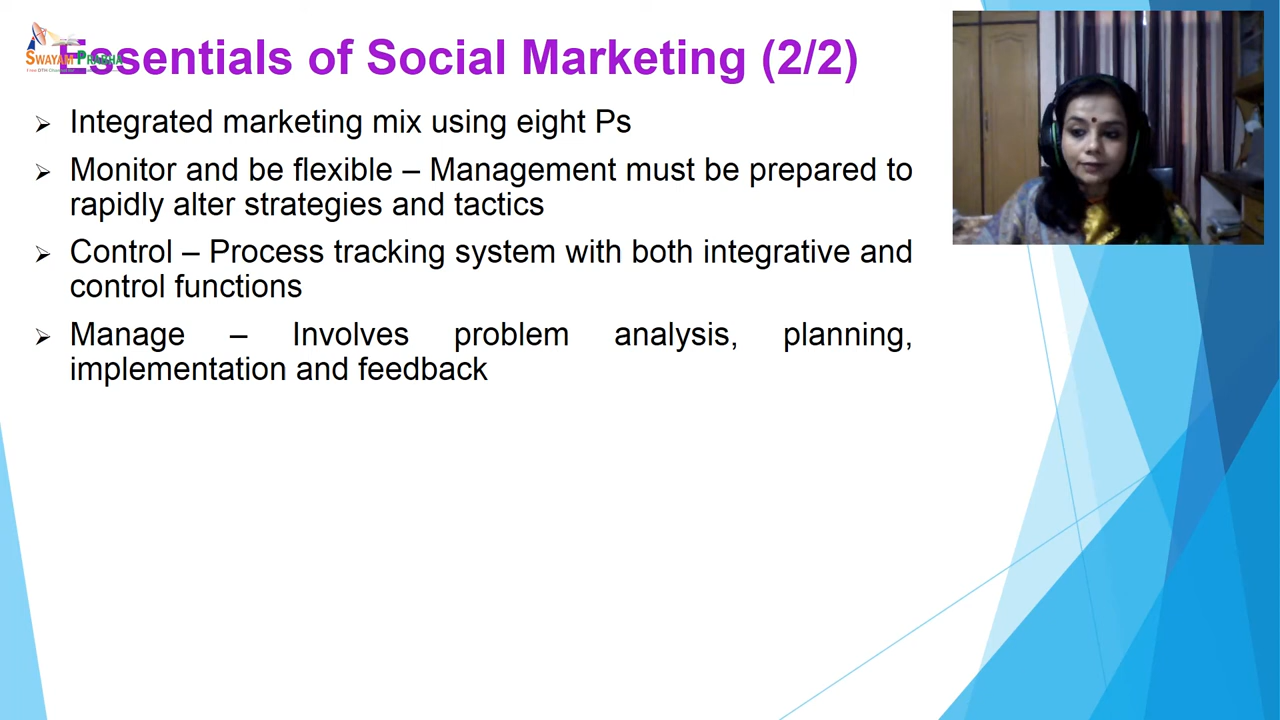 Essentials of Social Marketing (2/2)
SWAYAM PRABHA
➢ Integrated marketing mix using eight Ps
➢ Monitor and be flexible – Management must be prepared to
rapidly alter strategies and tactics
➢ Control – Process tracking system with both integrative and
control functions
➢ Manage – Involves problem analysis, planning,
implementation and feedback